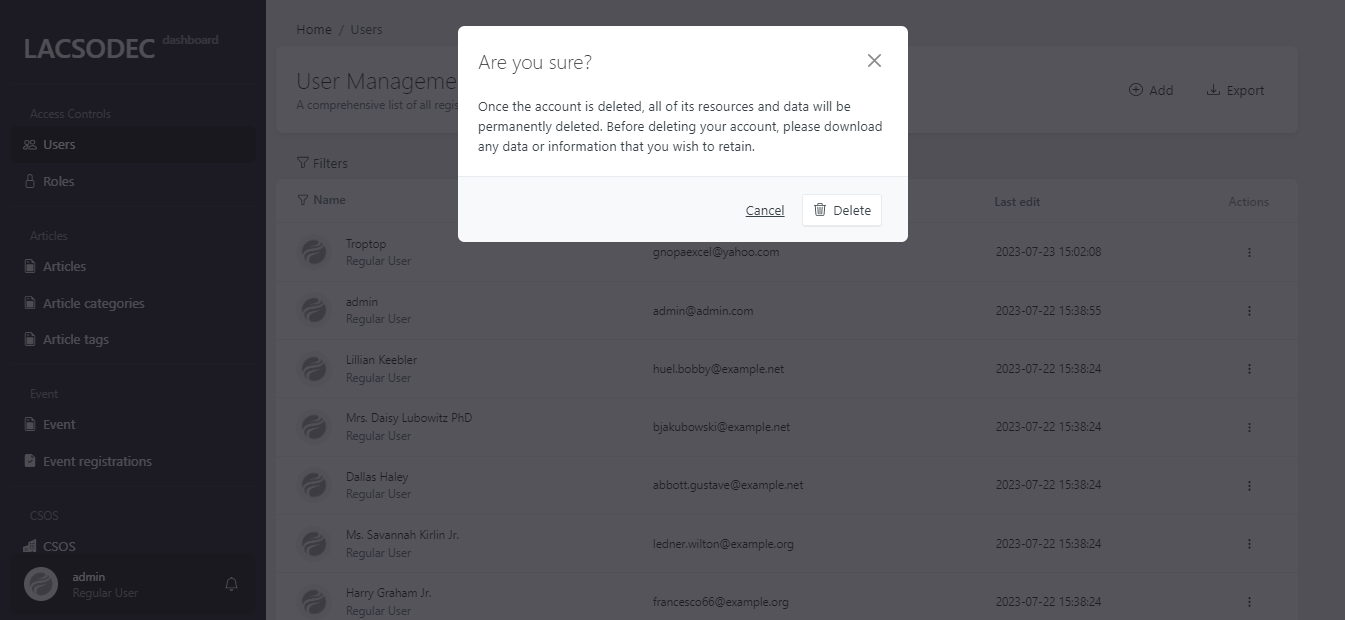 LACSODEC dashboard
Access Controls
Users
Roles
Articles
Articles
Article categories
Article tags
Event
Event
Event registrations
CSOS
CSOS
admin
Regular User
Home / Users
User Manageme
A comprehensive list of all regis
Add
Export
Are you sure?
Once the account is deleted, all of its resources and data will be
permanently deleted. Before deleting your account, please download
any data or information that you wish to retain.
Cancel
Delete
Filters
Name Last edit Actions
Troptop
Regular User
gnopaexcel@yahoo.com 2023-07-23 15:02:08
admin
Regular User
admin@admin.com 2023-07-22 15:38:55
Lillian Keebler
Regular User
huel.bobby@example.net 2023-07-22 15:38:24
Mrs. Daisy Lubowitz PhD
Regular User
bjakubowski@example.net 2023-07-22 15:38:24
Dallas Haley
Regular User
abbott.gustave@example.net 2023-07-22 15:38:24
Ms. Savannah Kirlin Jr.
Regular User
ledner.wilton@example.org 2023-07-22 15:38:24
Harry Graham Jr.
Regular User
francesco66@example.org 2023-07-22 15:38:24